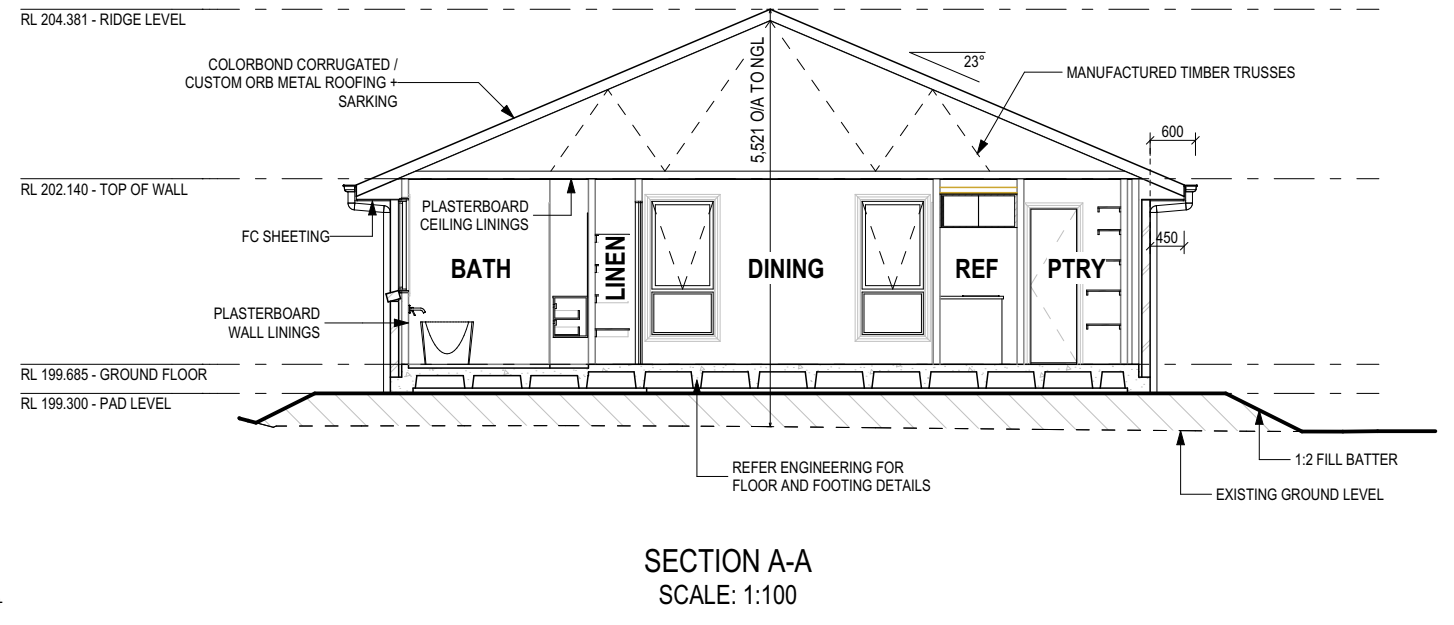 RL 204.381 - RIDGE LEVEL
COLORBOND CORRUGATED /
CUSTOM ORB METAL ROOFING +
SARKING
5,521 O/A TO NGL
23°
MANUFACTURED TIMBER TRUSSES
600
RL 202.140 - TOP OF WALL
PLASTERBOARD
CEILING LININGS
FC SHEETING
450
BATH
LINEN
DINING
REF
PTRY
PLASTERBOARD
WALL LININGS
RL 199.685 - GROUND FLOOR
RL 199.300 - PAD LEVEL
REFER ENGINEERING FOR
FLOOR AND FOOTING DETAILS
1:2 FILL BATTER
EXISTING GROUND LEVEL
SECTION A-A
SCALE: 1:100